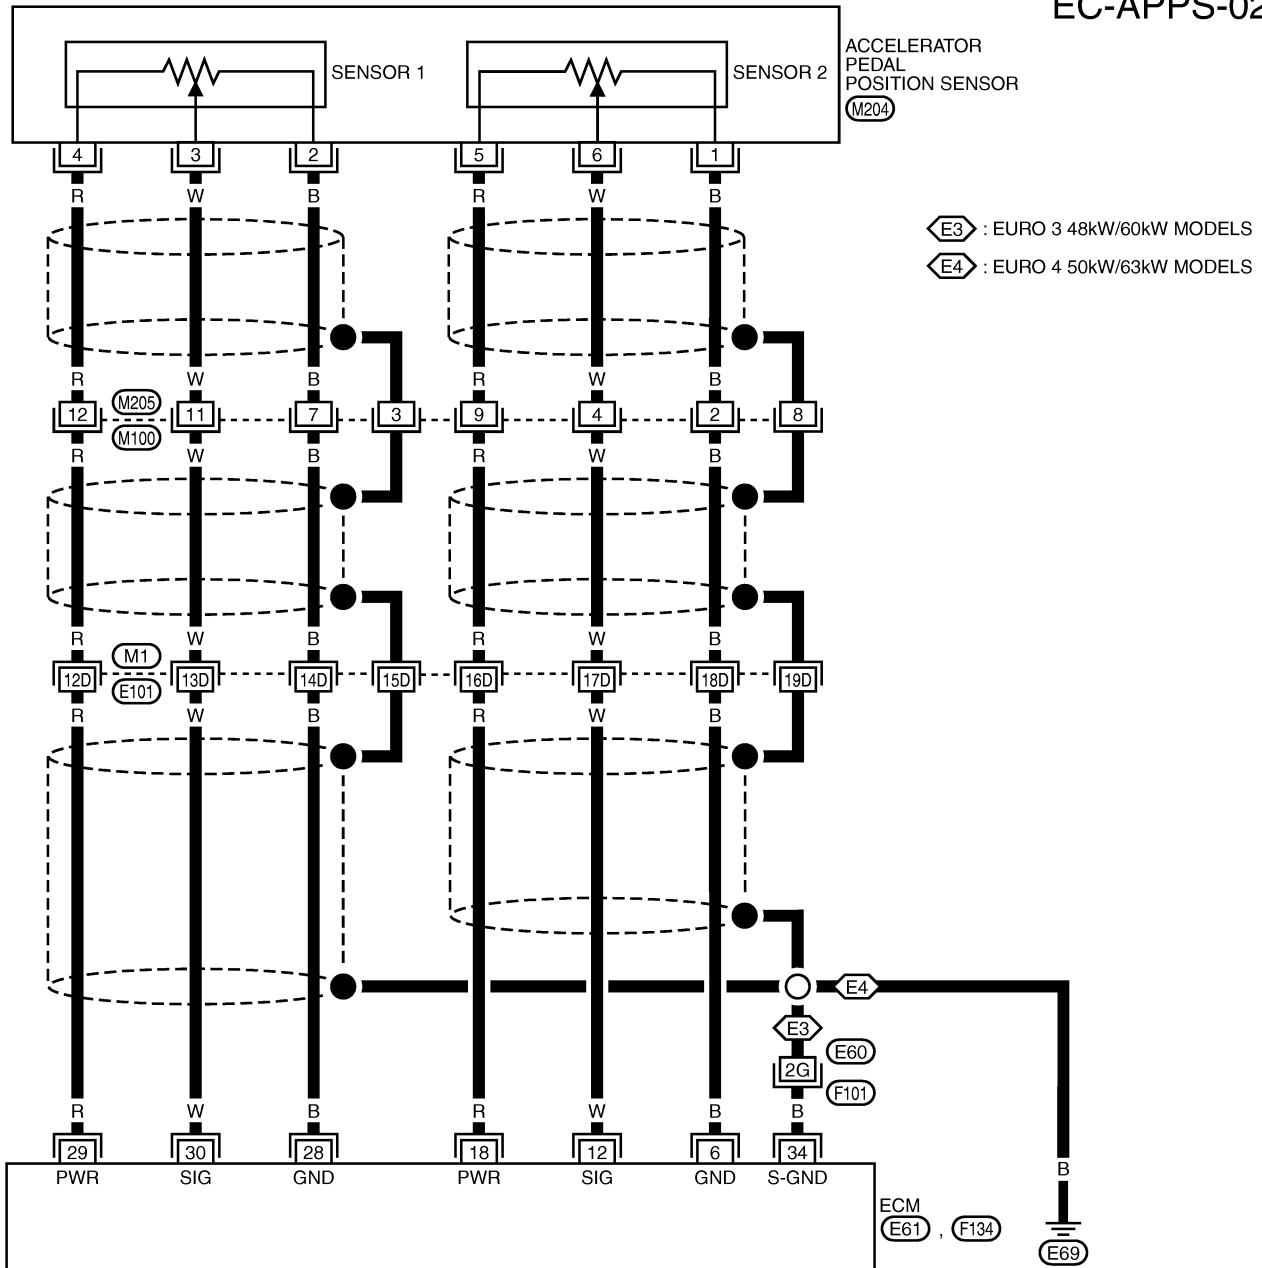 EC-APPS-02
SENSOR 1
SENSOR 2
ACCELERATOR
PEDAL
POSITION SENSOR
M204
4 3 2 5 6 1
R W B R W B
E3 : EURO 3 48kW/60kW MODELS
E4 : EURO 4 50kW/63kW MODELS
R W B R W B
M205
12 11 7 3 9 4 2 8
M100
R W B R W B
R W B R W B
M1
12D 13D 14D 15D 16D 17D 18D 19D
E101
R W B R W B
E4
E3
E60
2G
F101
R W B R W B B
29 30 28 18 12 6 34
PWR SIG GND PWR SIG GND S-GND
B
ECM
E61 , F134
E69